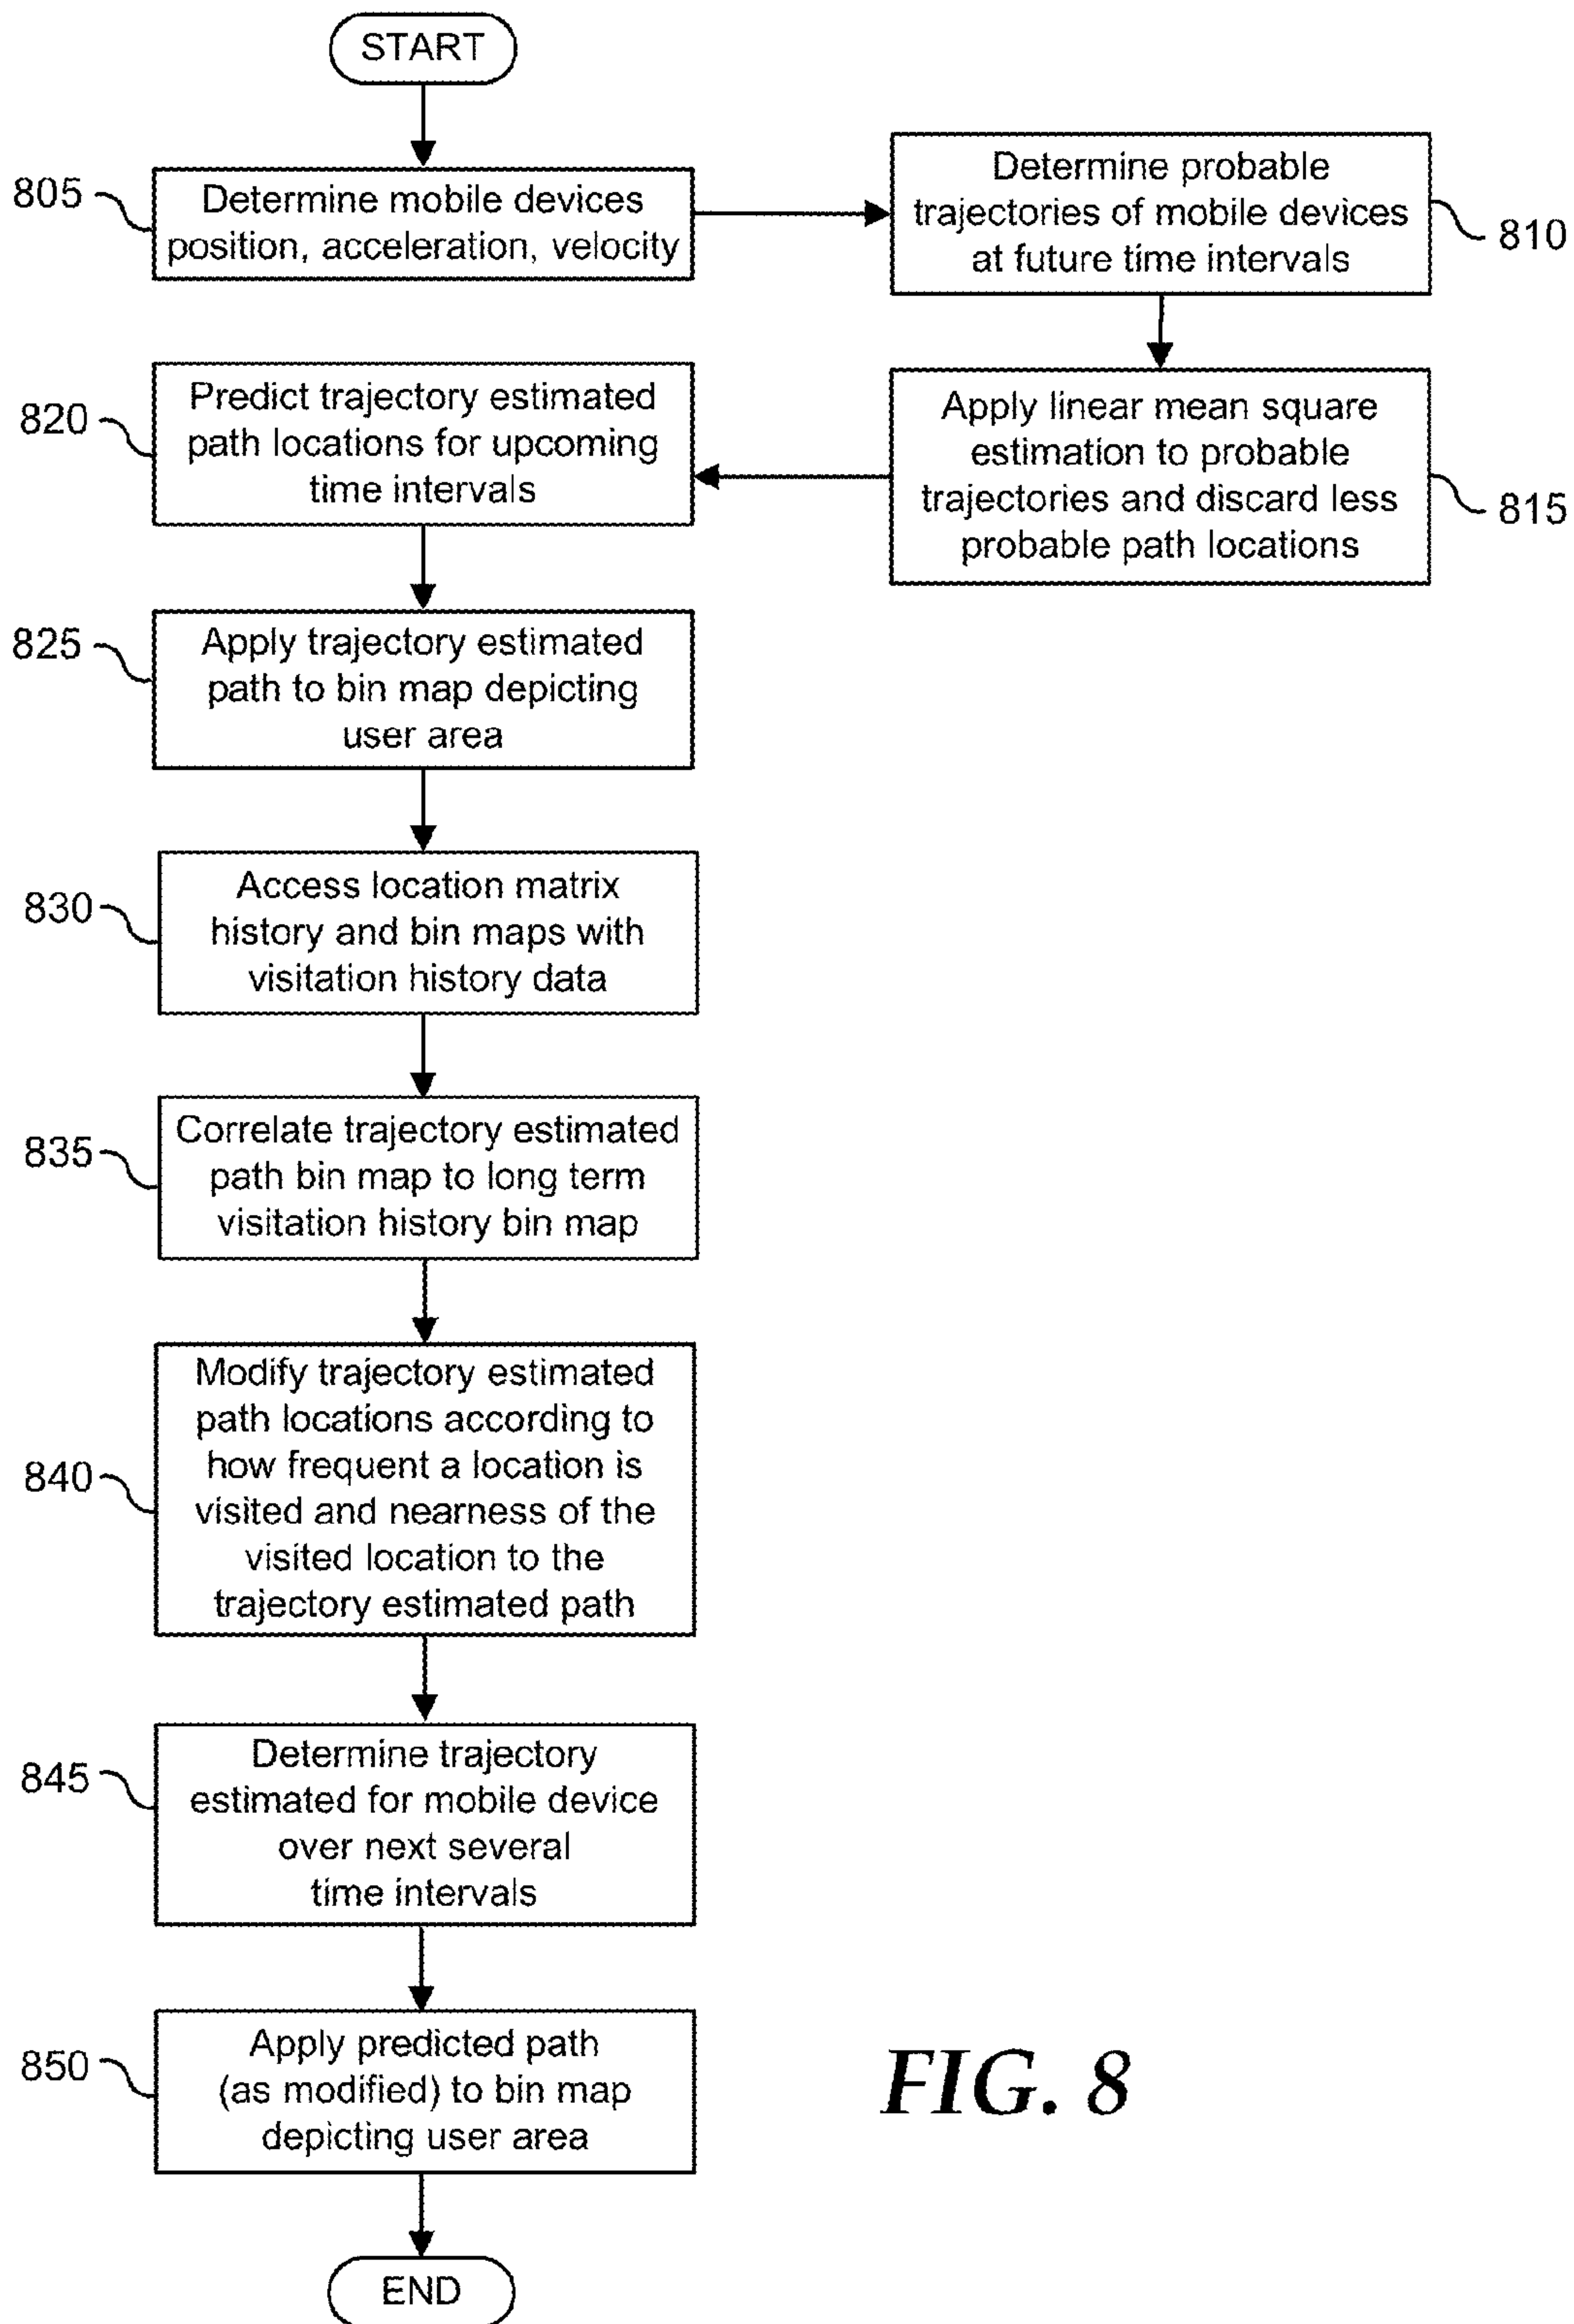 START
805
Determine mobile devices
position, acceleration, velocity
Determine probable
trajectories of mobile devices
at future time intervals
810
820
Predict trajectory estimated
path locations for upcoming
time intervals
Apply linear mean square
estimation to probable
trajectories and discard less
probable path locations
815
825
Apply trajectory estimated
path to bin map depicting
user area
830
Access location matrix
history and bin maps with
visitation history data
835
Correlate trajectory estimated
path bin map to long term
visitation history bin map
840
Modify trajectory estimated
path locations according to
how frequent a location is
visited and nearness of the
visited location to the
trajectory estimated path
845
Determine trajectory
estimated for mobile device
over next several
time intervals
850
Apply predicted path
(as modified) to bin map
depicting user area
FIG. 8
END